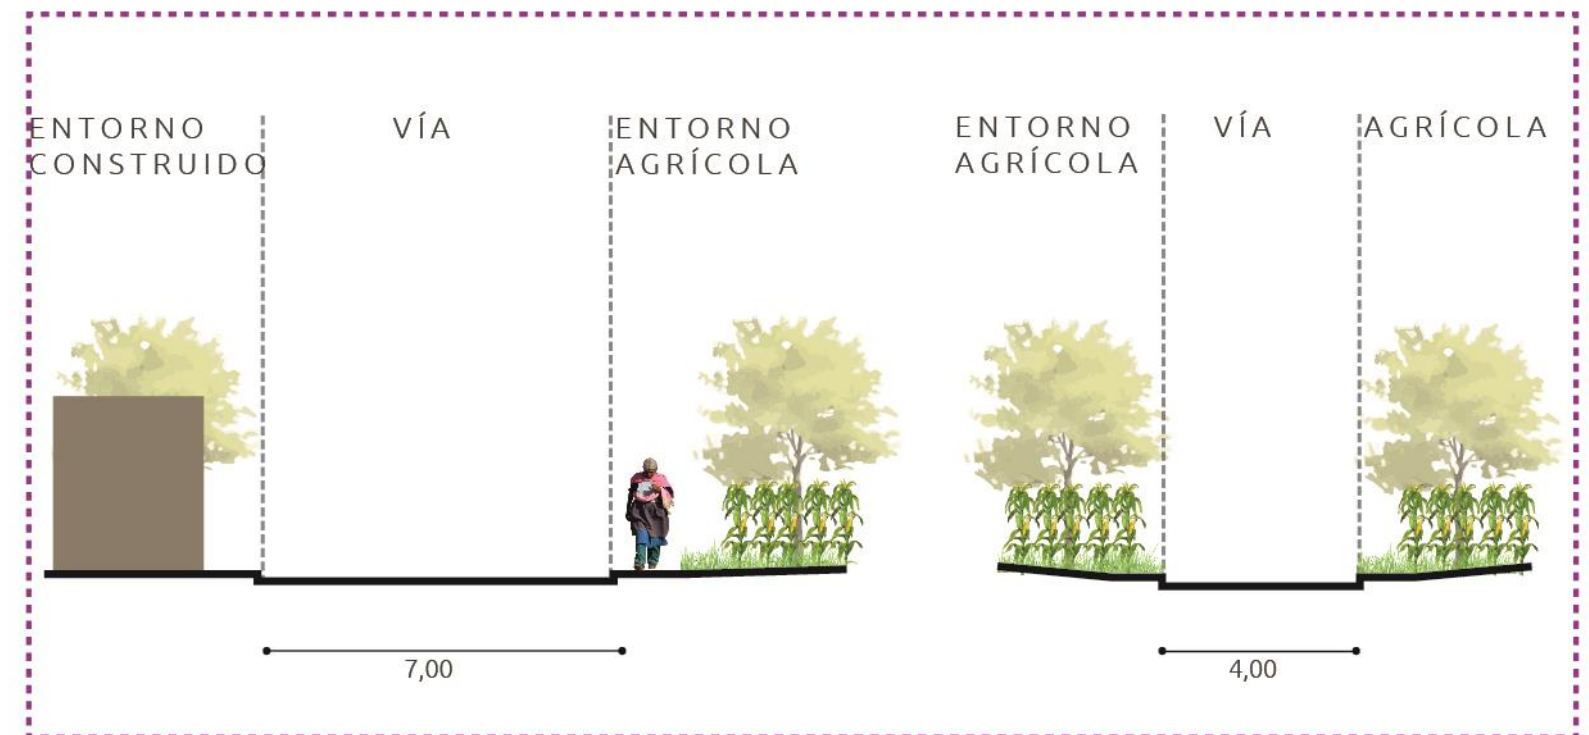 ENTORNO
CONSTRUIDO
VÍA
ENTORNO
AGRÍCOLA
ENTORNO
AGRÍCOLA
VÍA
AGRÍCOLA
7,00
4,00